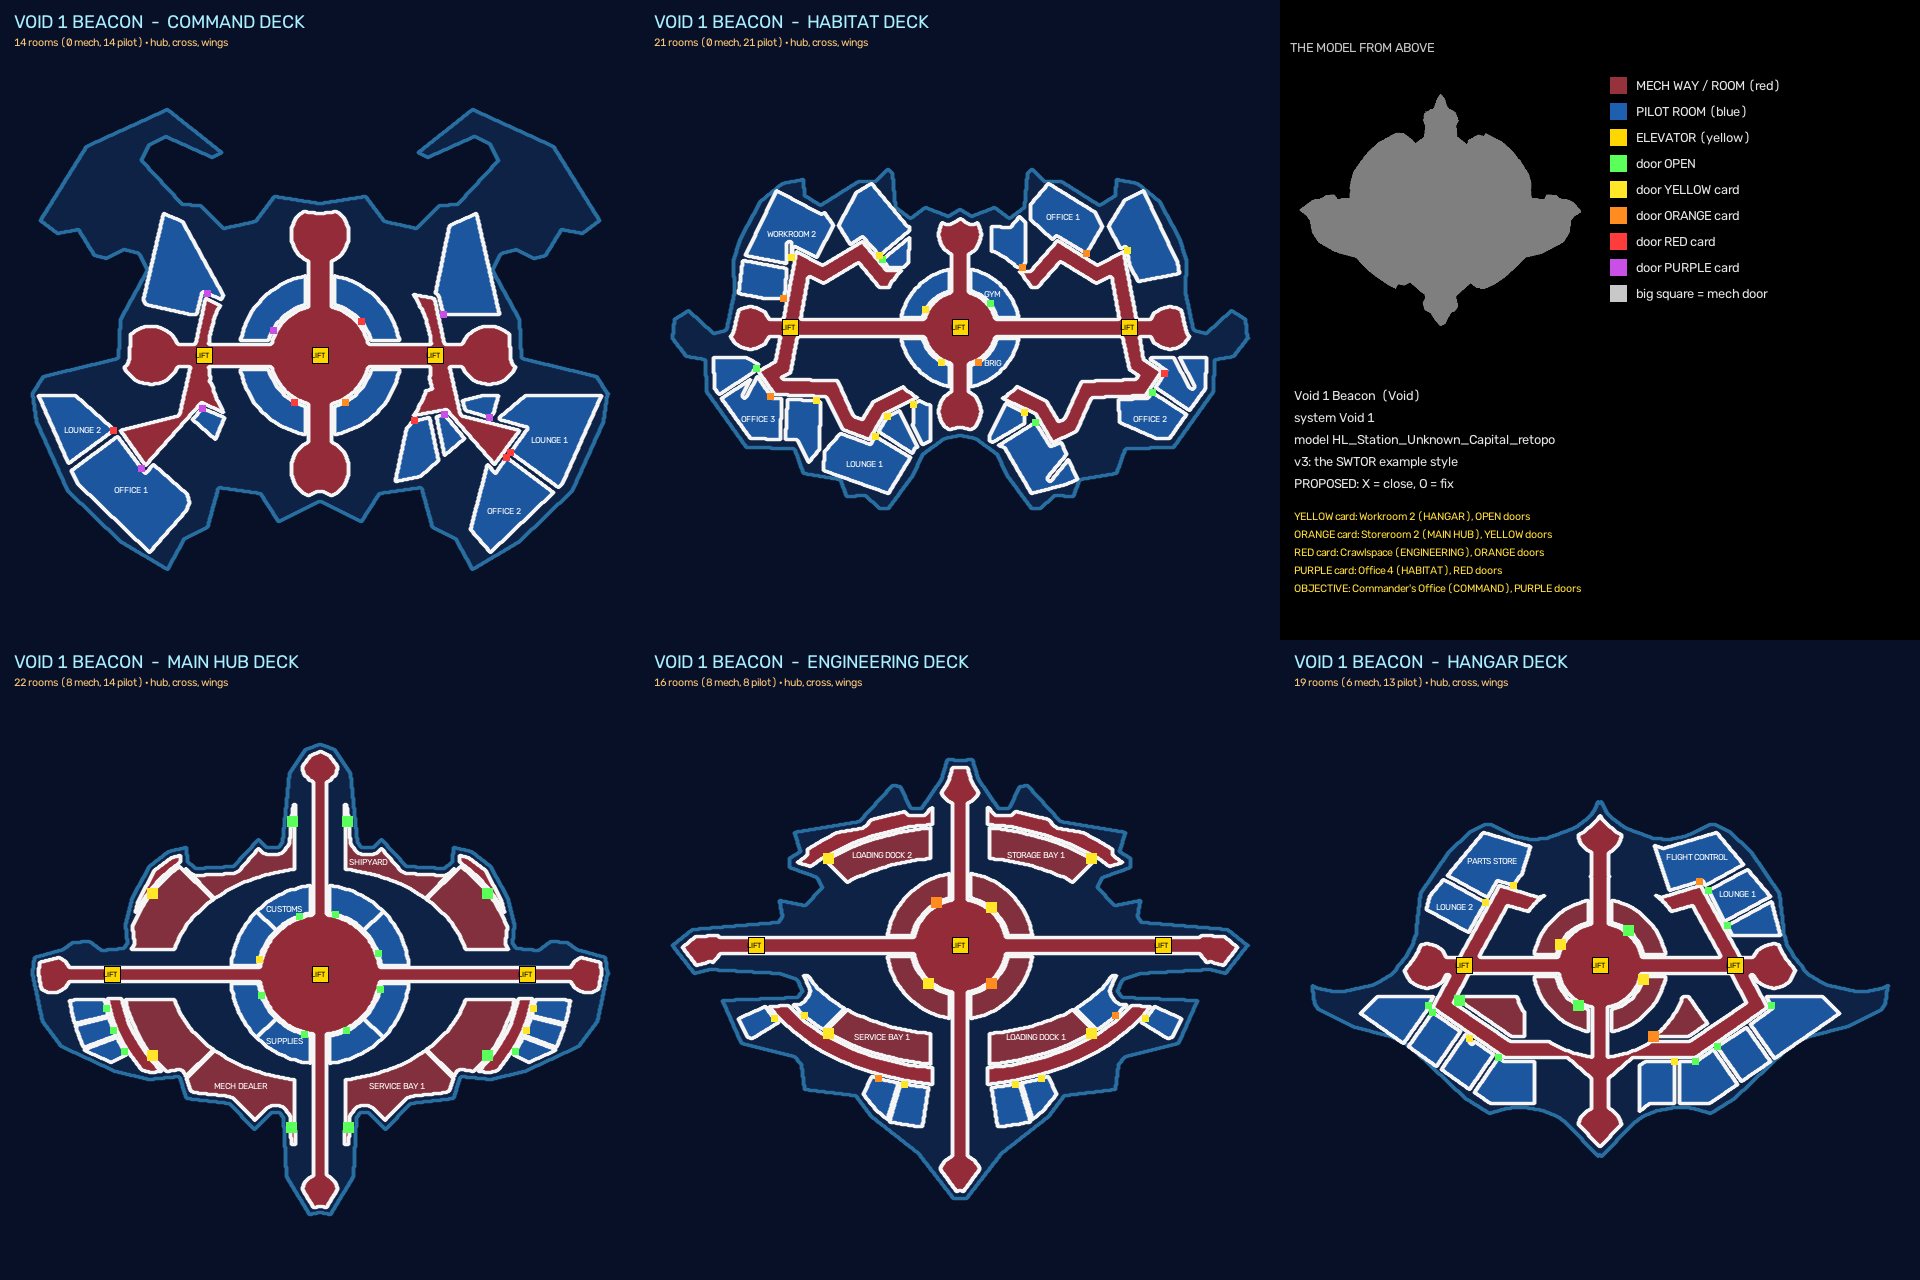 VOID 1 BEACON - COMMAND DECK
14 rooms (0 mech, 14 pilot) • hub, cross, wings
LIFT
LIFT
LIFT
LOUNGE 2
LOUNGE 1
OFFICE 1
OFFICE 2
VOID 1 BEACON - HABITAT DECK
21 rooms (0 mech, 21 pilot) • hub, cross, wings
OFFICE 1
WORKROOM 2
GYM
LIFT
LIFT
LIFT
BRIG
OFFICE 3
OFFICE 2
LOUNGE 1
THE MODEL FROM ABOVE
MECH WAY / ROOM (red)
PILOT ROOM (blue)
ELEVATOR (yellow)
door OPEN
door YELLOW card
door ORANGE card
door RED card
door PURPLE card
big square = mech door
Void 1 Beacon (Void)
system Void 1
model HL_Station_Unknown_Capital_retopo
v3: the SWTOR example style
PROPOSED: X = close, O = fix
YELLOW card: Workroom 2 (HANGAR), OPEN doors
ORANGE card: Storeroom 2 (MAIN HUB), YELLOW doors
RED card: Crawlspace (ENGINEERING), ORANGE doors
PURPLE card: Office 4 (HABITAT), RED doors
OBJECTIVE: Commander's Office (COMMAND), PURPLE doors
VOID 1 BEACON - MAIN HUB DECK
22 rooms (8 mech, 14 pilot) • hub, cross, wings
SHIPYARD
CUSTOMS
LIFT
LIFT
LIFT
SUPPLIES
MECH DEALER
SERVICE BAY 1
VOID 1 BEACON - ENGINEERING DECK
16 rooms (8 mech, 8 pilot) • hub, cross, wings
LOADING DOCK 2
STORAGE BAY 1
LIFT
LIFT
LIFT
SERVICE BAY 1
LOADING DOCK 1
VOID 1 BEACON - HANGAR DECK
19 rooms (6 mech, 13 pilot) • hub, cross, wings
PARTS STORE
FLIGHT CONTROL
LOUNGE 1
LOUNGE 2
LIFT
LIFT
LIFT